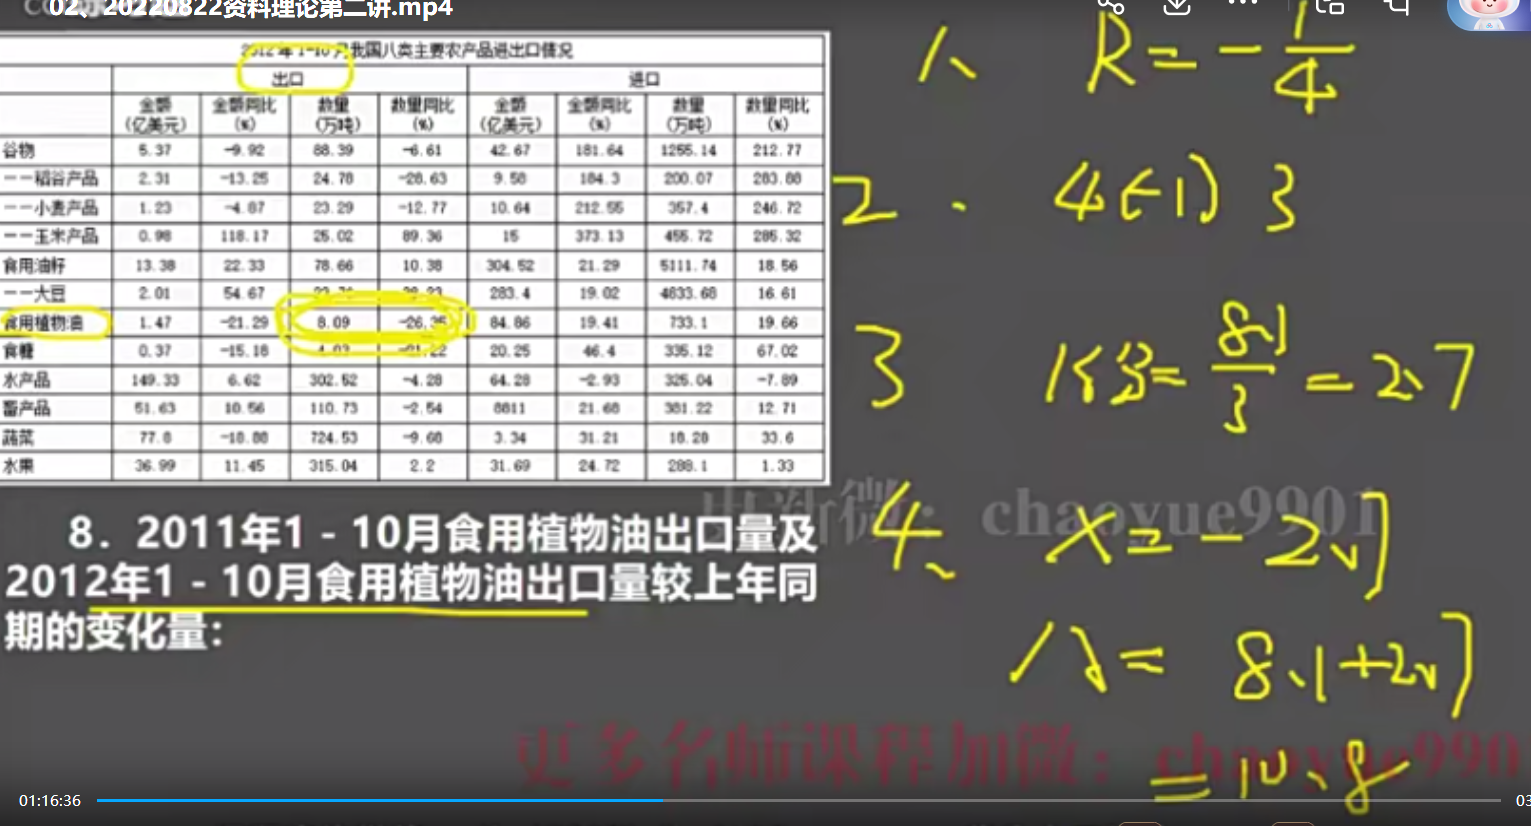 02、20220822资料理论第二讲.mp4
2012年1-10月我国八类主要农产品进出口情况
出口 进口
金额(亿美元) 金额同比(%) 数量(万吨) 数量同比(%) 金额(亿美元) 金额同比(%) 数量(万吨) 数量同比(%)
谷物 5.37 -9.92 88.39 -6.61 42.67 181.64 1255.14 212.77
--稻谷产品 2.31 -13.25 24.78 -28.63 9.58 184.3 200.07 283.88
--小麦产品 1.23 -4.87 23.29 -12.77 10.64 212.55 357.4 246.72
--玉米产品 0.98 118.17 25.02 89.36 15 373.13 455.72 285.32
食用油籽 13.38 22.33 78.66 10.38 304.52 21.29 5111.74 18.56
--大豆 2.01 54.67 283.4 19.02 4833.68 16.61
食用植物油 1.47 -21.29 8.09 -26.35 84.86 19.41 733.1 19.66
食糖 0.37 -15.18 20.25 46.4 335.12 67.02
水产品 149.33 6.62 302.52 -4.28 64.28 -2.93 325.04 -7.89
畜产品 51.63 10.56 110.73 -2.54 8811 21.68 381.22 12.71
蔬菜 77.8 -18.88 724.53 -9.68 3.34 31.21 18.28 33.6
水果 36.99 11.45 315.04 2.2 31.69 24.72 288.1 1.33
8. 2011年1-10月食用植物油出口量及
2012年1-10月食用植物油出口量较上年同
期的变化量:
1、 R = -1/4
2. 4 (-1) 3
3 1份= 8.1/3 = 2.7
4、 X = -2.7
A = 8.1+2.7
= 10.8
更新微：chaoyue9901
更多名师课程加微：chaoyue990
01:16:36
03